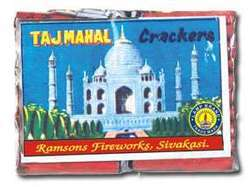 TAJ MAHAL Crackers
Ramsons Fireworks, Sivakasi.